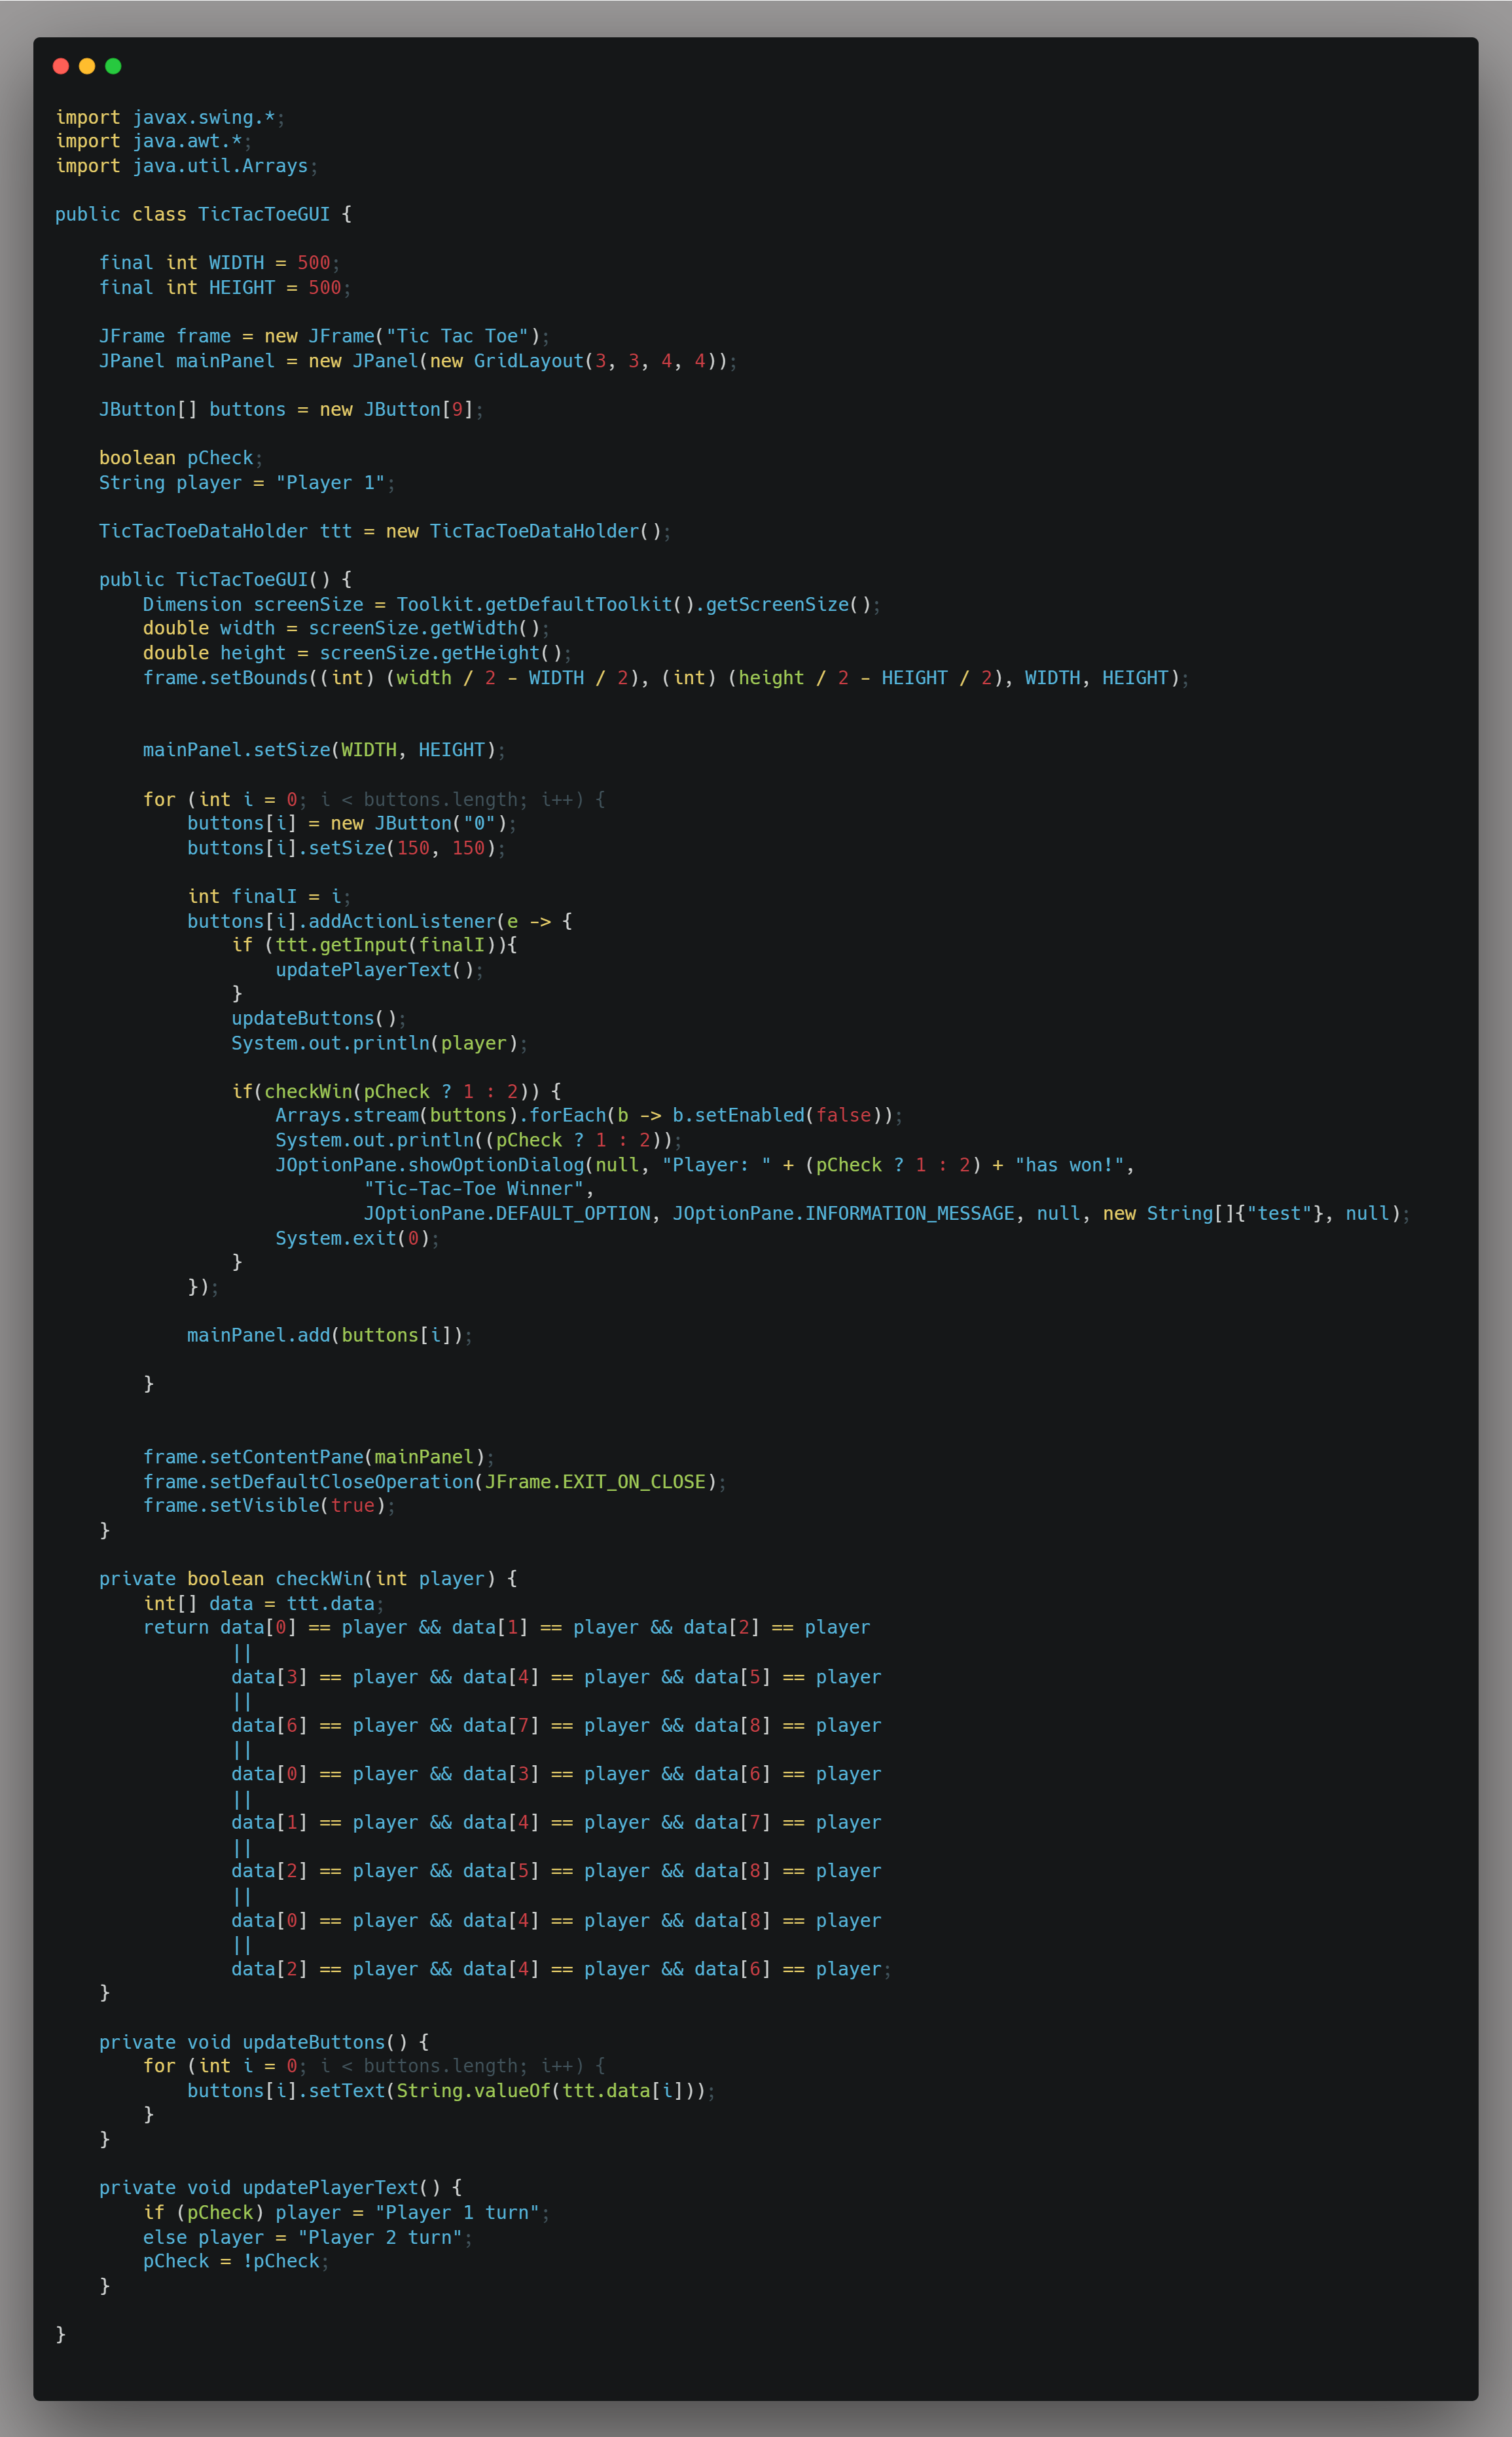 import javax.swing.*;
import java.awt.*;
import java.util.Arrays;

public class TicTacToeGUI {

    final int WIDTH = 500;
    final int HEIGHT = 500;

    JFrame frame = new JFrame("Tic Tac Toe");
    JPanel mainPanel = new JPanel(new GridLayout(3, 3, 4, 4));

    JButton[] buttons = new JButton[9];

    boolean pCheck;
    String player = "Player 1";

    TicTacToeDataHolder ttt = new TicTacToeDataHolder();

    public TicTacToeGUI() {
        Dimension screenSize = Toolkit.getDefaultToolkit().getScreenSize();
        double width = screenSize.getWidth();
        double height = screenSize.getHeight();
        frame.setBounds((int) (width / 2 - WIDTH / 2), (int) (height / 2 - HEIGHT / 2), WIDTH, HEIGHT);


        mainPanel.setSize(WIDTH, HEIGHT);

        for (int i = 0; i < buttons.length; i++) {
            buttons[i] = new JButton("0");
            buttons[i].setSize(150, 150);

            int finalI = i;
            buttons[i].addActionListener(e -> {
                if (ttt.getInput(finalI)){
                    updatePlayerText();
                }
                updateButtons();
                System.out.println(player);

                if(checkWin(pCheck ? 1 : 2)) {
                    Arrays.stream(buttons).forEach(b -> b.setEnabled(false));
                    System.out.println((pCheck ? 1 : 2));
                    JOptionPane.showOptionDialog(null, "Player: " + (pCheck ? 1 : 2) + "has won!",
                            "Tic-Tac-Toe Winner",
                            JOptionPane.DEFAULT_OPTION, JOptionPane.INFORMATION_MESSAGE, null, new String[]{"test"}, null);
                    System.exit(0);
                }
            });

            mainPanel.add(buttons[i]);

        }


        frame.setContentPane(mainPanel);
        frame.setDefaultCloseOperation(JFrame.EXIT_ON_CLOSE);
        frame.setVisible(true);
    }

    private boolean checkWin(int player) {
        int[] data = ttt.data;
        return data[0] == player && data[1] == player && data[2] == player
                ||
                data[3] == player && data[4] == player && data[5] == player
                ||
                data[6] == player && data[7] == player && data[8] == player
                ||
                data[0] == player && data[3] == player && data[6] == player
                ||
                data[1] == player && data[4] == player && data[7] == player
                ||
                data[2] == player && data[5] == player && data[8] == player
                ||
                data[0] == player && data[4] == player && data[8] == player
                ||
                data[2] == player && data[4] == player && data[6] == player;
    }

    private void updateButtons() {
        for (int i = 0; i < buttons.length; i++) {
            buttons[i].setText(String.valueOf(ttt.data[i]));
        }
    }

    private void updatePlayerText() {
        if (pCheck) player = "Player 1 turn";
        else player = "Player 2 turn";
        pCheck = !pCheck;
    }

}